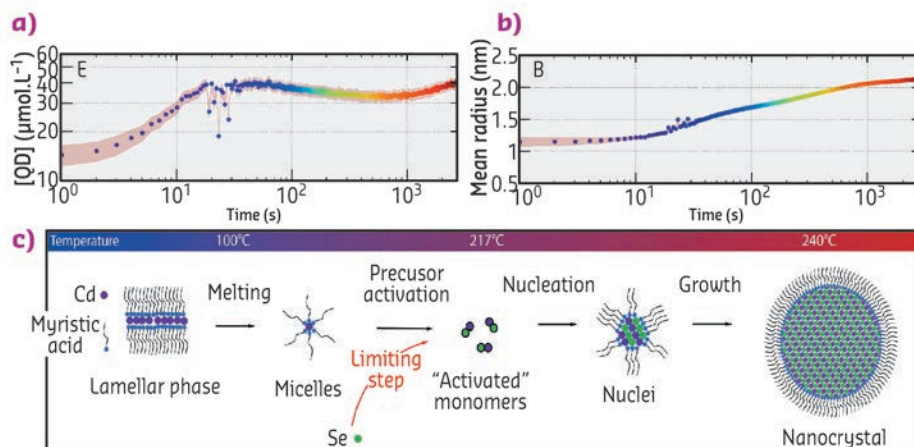 a)
E
[QD] (µmol.L⁻¹)
60
50
40
30
20
10
10⁰
10¹
10²
10³
Time (s)
b)
B
Mean radius (nm)
2.5
2.0
1.5
1
0.5
10⁰
10¹
10²
10³
Time (s)
c)
Temperature 100°C 217°C 240°C
Cd
Myristic
acid
Lamellar phase
Melting
Micelles
Precusor
activation
Limiting
step
Se
"Activated"
monomers
Nucleation
Nuclei
Growth
Nanocrystal